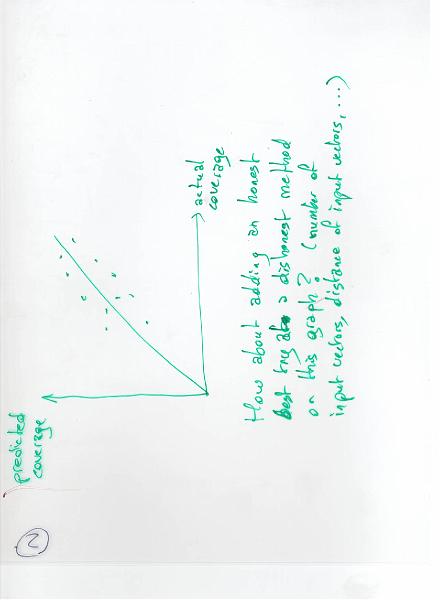 2
predicted
coverage
actual
coverage
How about adding an honest
best try a dishonest method
on this graph? (number of
input vectors, distance of input vectors, ...)